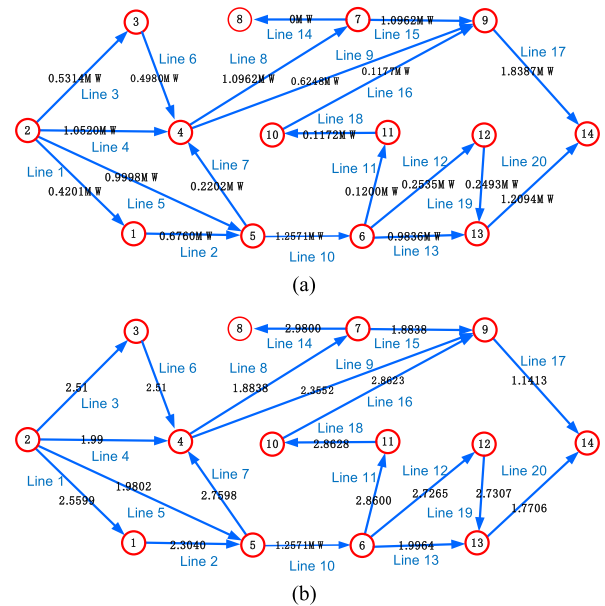 8
0MW
7
1.0962MW
9
3
Line 14
Line 15
Line 6
Line 8
Line 9
Line 17
0.5314MW
0.4980MW
1.0962MW
0.6248MW
0.1177MW
1.8387MW
Line 3
Line 16
2
1.0520MW
4
10
Line 18
0.1172MW
11
12
14
Line 4
Line 1
0.9998MW
Line 7
Line 11
Line 12
Line 20
0.4201MW
Line 5
0.2202MW
0.1200MW
0.2535MW
0.2493MW
1.2094MW
Line 19
1
0.6760MW
5
1.2571MW
6
0.9836MW
13
Line 2
Line 10
Line 13
(a)
8
2.9800
7
1.8838
9
3
Line 14
Line 15
Line 6
Line 8
Line 9
Line 17
2.51
2.51
1.8838
2.3552
2.8623
1.1413
Line 3
Line 16
2
1.99
4
10
Line 18
2.8628
11
12
14
Line 4
Line 1
1.9802
Line 7
Line 11
Line 12
Line 20
2.5599
Line 5
2.7598
2.8600
2.7265
2.7307
1.7706
Line 19
1
2.3040
5
1.2571MW
6
1.9964
13
Line 2
Line 10
Line 13
(b)